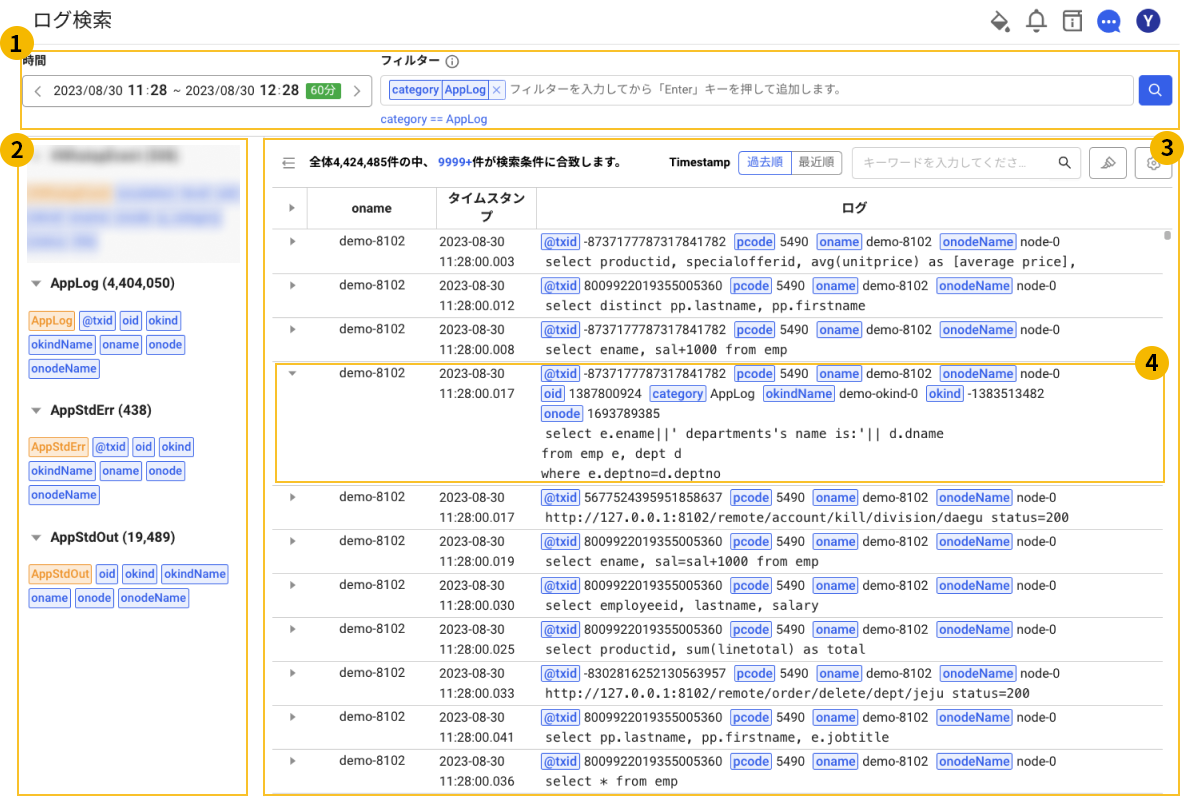 ログ検索
Y
1
時間
フィルター
2023/08/30 11:28 ~ 2023/08/30 12:28 60分
category AppLog × フィルターを入力してから「Enter」キーを押して追加します。
category == AppLog
2
AppLog (4,404,050)
AppLog @txid oid okind
okindName oname onode
onodeName
AppStdErr (438)
AppStdErr @txid oid okind
okindName oname onode
onodeName
AppStdOut (19,489)
AppStdOut oid okind okindName
oname onode onodeName
3
全体4,424,485件の中、 9999+件が検索条件に合致します。
Timestamp 過去順 最近順
キーワードを入力してくださ...
oname タイムスタンプ ログ
demo-8102 2023-08-30 11:28:00.003 @txid -8737177787317841782 pcode 5490 oname demo-8102 onodeName node-0
select productid, specialofferid, avg(unitprice) as [average price],
demo-8102 2023-08-30 11:28:00.012 @txid 8009922019355005360 pcode 5490 oname demo-8102 onodeName node-0
select distinct pp.lastname, pp.firstname
demo-8102 2023-08-30 11:28:00.008 @txid -8737177787317841782 pcode 5490 oname demo-8102 onodeName node-0
select ename, sal+1000 from emp
4
demo-8102 2023-08-30 11:28:00.017 @txid -8737177787317841782 pcode 5490 oname demo-8102 onodeName node-0
oid 1387800924 category AppLog okindName demo-okind-0 okind -1383513482
onode 1693789385
select e.ename||' departments's name is:'|| d.dname
from emp e, dept d
where e.deptno=d.deptno
demo-8102 2023-08-30 11:28:00.017 @txid 5677524395951858637 pcode 5490 oname demo-8102 onodeName node-0
http://127.0.0.1:8102/remote/account/kill/division/daegu status=200
demo-8102 2023-08-30 11:28:00.019 @txid 8009922019355005360 pcode 5490 oname demo-8102 onodeName node-0
select ename, sal=sal+1000 from emp
demo-8102 2023-08-30 11:28:00.030 @txid 8009922019355005360 pcode 5490 oname demo-8102 onodeName node-0
select employeeid, lastname, salary
demo-8102 2023-08-30 11:28:00.025 @txid 8009922019355005360 pcode 5490 oname demo-8102 onodeName node-0
select productid, sum(linetotal) as total
demo-8102 2023-08-30 11:28:00.033 @txid -8302816252130563957 pcode 5490 oname demo-8102 onodeName node-0
http://127.0.0.1:8102/remote/order/delete/dept/jeju status=200
demo-8102 2023-08-30 11:28:00.041 @txid 8009922019355005360 pcode 5490 oname demo-8102 onodeName node-0
select pp.lastname, pp.firstname, e.jobtitle
demo-8102 2023-08-30 11:28:00.036 @txid 8009922019355005360 pcode 5490 oname demo-8102 onodeName node-0
select * from emp